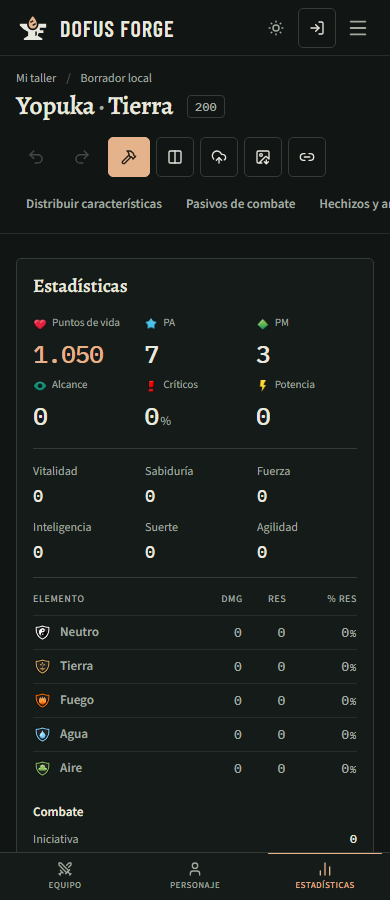 DOFUS FORGE
Mi taller / Borrador local
Yopuka · Tierra 200
Distribuir características Pasivos de combate Hechizos y a
Estadísticas
Puntos de vida PA PM
1.050 7 3
Alcance Críticos Potencia
0 0% 0
Vitalidad Sabiduría Fuerza
0 0 0
Inteligencia Suerte Agilidad
0 0 0
ELEMENTO DMG RES % RES
Neutro 0 0 0%
Tierra 0 0 0%
Fuego 0 0 0%
Agua 0 0 0%
Aire 0 0 0%
Combate
Iniciativa 0
EQUIPO PERSONAJE ESTADÍSTICAS